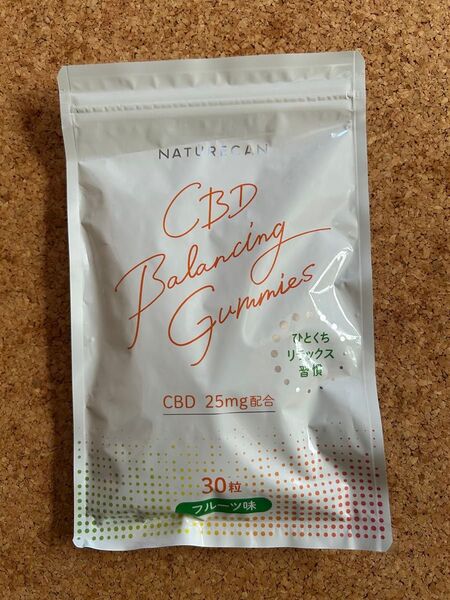 NATURECAN
CBD
Balancing
Gummies
ひとくち
リラックス
習慣
CBD 25mg配合
30粒
フルーツ味